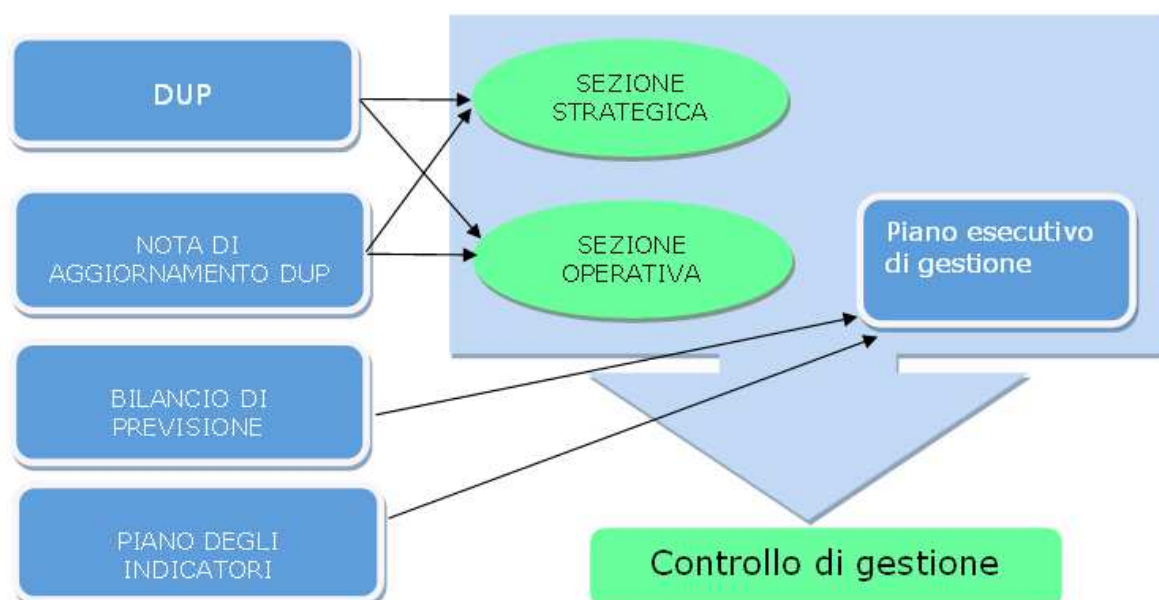 DUP
SEZIONE
STRATEGICA
NOTA DI
AGGIORNAMENTO DUP
SEZIONE
OPERATIVA
Piano esecutivo
di gestione
BILANCIO DI
PREVISIONE
PIANO DEGLI
INDICATORI
Controllo di gestione